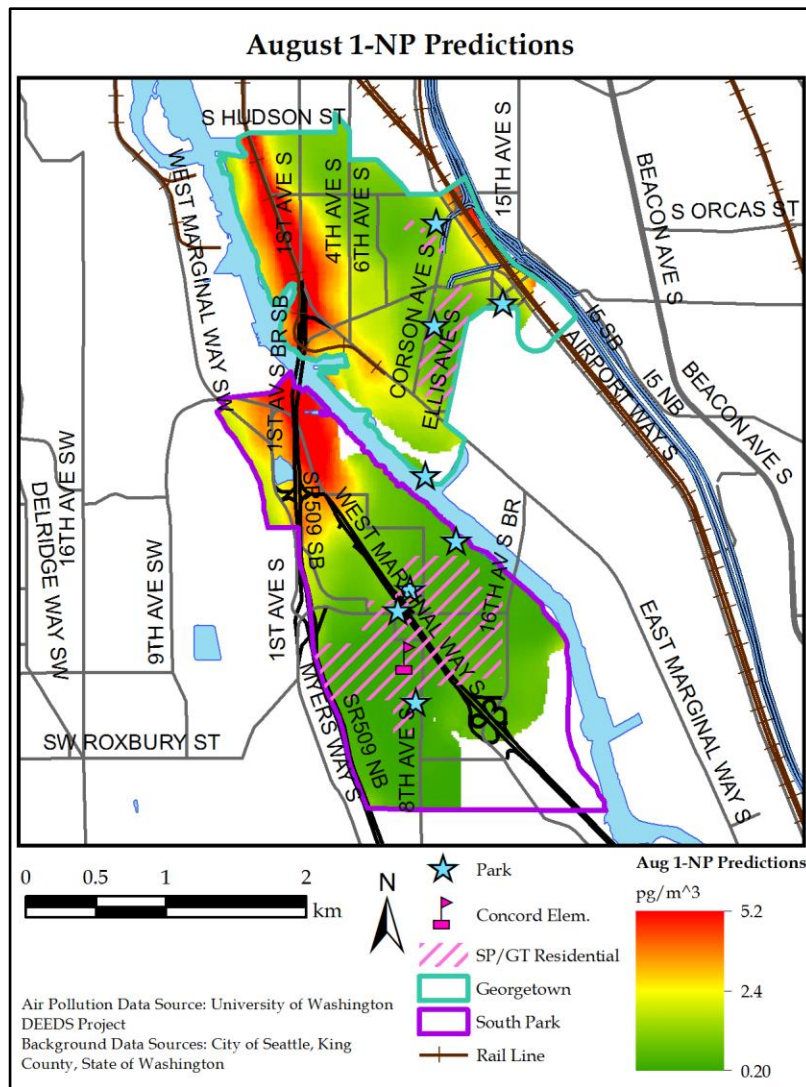 August 1-NP Predictions
S HUDSON ST
WEST MARGINAL WAY SW
1ST AVE S
4TH AVE S
6TH AVE S
15TH AVE S
BEACON AVE S
S ORCAS ST
CORSON AVE S
ELLIS AVE S
1ST AV S BR SB
I5 SB
I5 NB
AIRPORT WAY S
BEACON AVE S
16TH AVE SW
DELRIDGE WAY SW
9TH AVE SW
1ST AVE S
SR509 SB
WEST MARGINAL WAY S
16TH AV S BR
EAST MARGINAL WAY S
MYERS WAY S
SR509 NB
8TH AVE S
SW ROXBURY ST
0 0.5 1 2
km
N
Park
Concord Elem.
SP/GT Residential
Georgetown
South Park
Rail Line
Aug 1-NP Predictions
pg/m^3
5.2
2.4
0.20
Air Pollution Data Source: University of Washington
DEEDS Project
Background Data Sources: City of Seattle, King
County, State of Washington